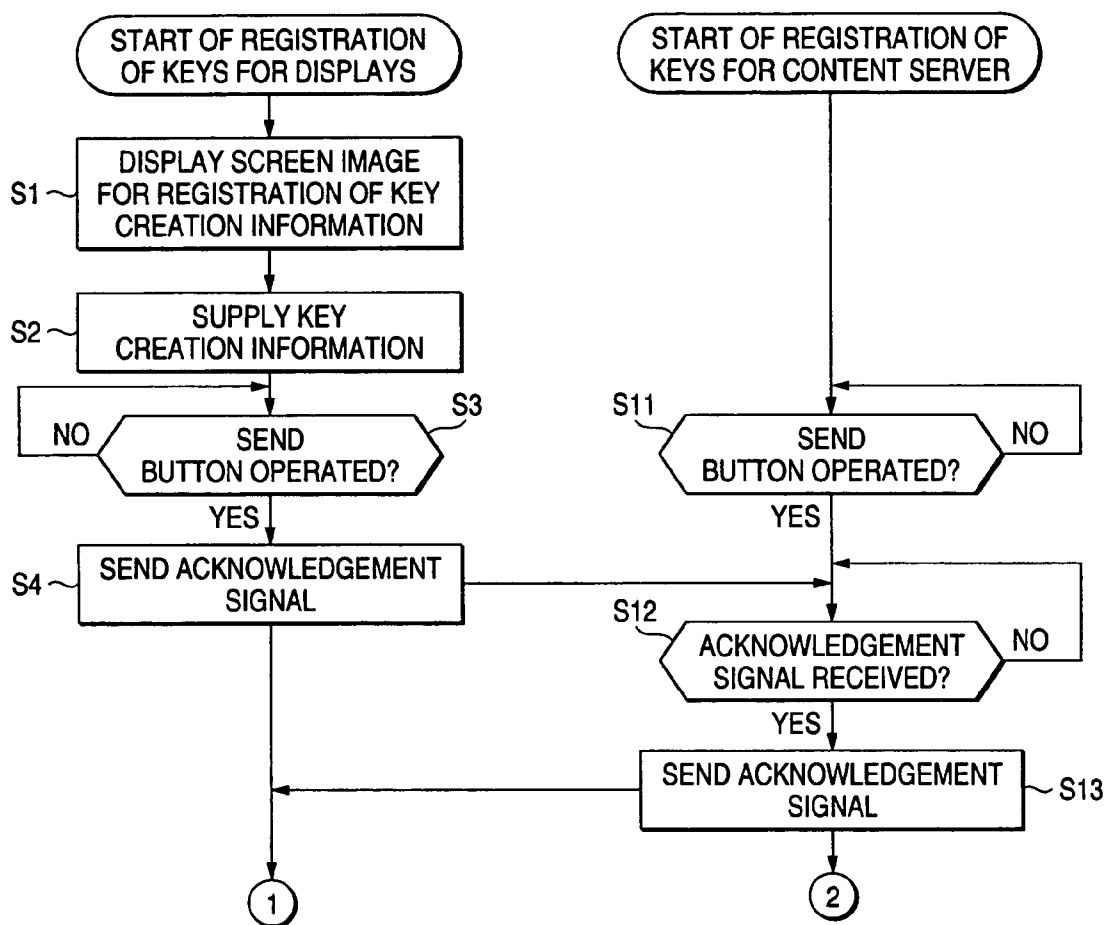 START OF REGISTRATION
OF KEYS FOR DISPLAYS
S1
DISPLAY SCREEN IMAGE
FOR REGISTRATION OF KEY
CREATION INFORMATION
S2
SUPPLY KEY
CREATION INFORMATION
NO
S3
SEND
BUTTON OPERATED?
YES
S4
SEND ACKNOWLEDGEMENT
SIGNAL
1
START OF REGISTRATION OF
KEYS FOR CONTENT SERVER
S11
SEND
BUTTON OPERATED?
NO
YES
S12
ACKNOWLEDGEMENT
SIGNAL RECEIVED?
NO
YES
SEND ACKNOWLEDGEMENT
SIGNAL
S13
2